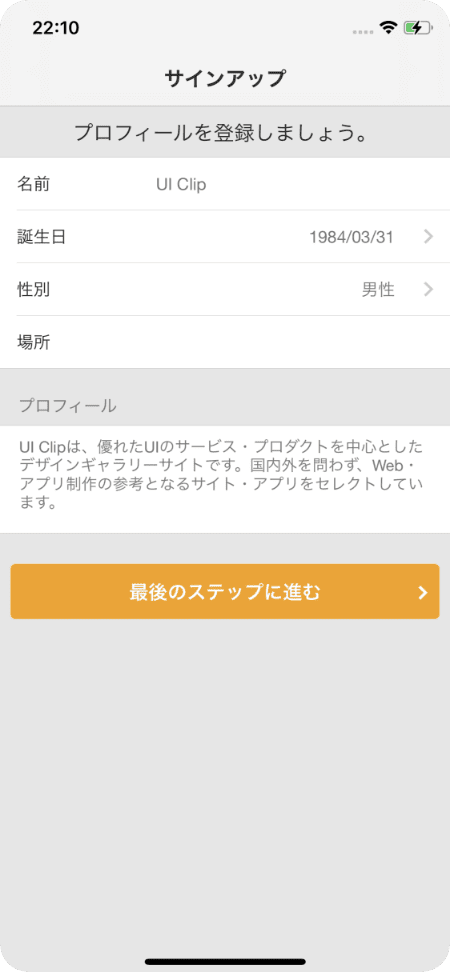 22:10
サインアップ
プロフィールを登録しましょう。
名前 UI Clip
誕生日 1984/03/31
性別 男性
場所
プロフィール
UI Clipは、優れたUIのサービス・プロダクトを中心とした
デザインギャラリーサイトです。国内外を問わず、Web・
アプリ制作の参考となるサイト・アプリをセレクトしてい
ます。
最後のステップに進む